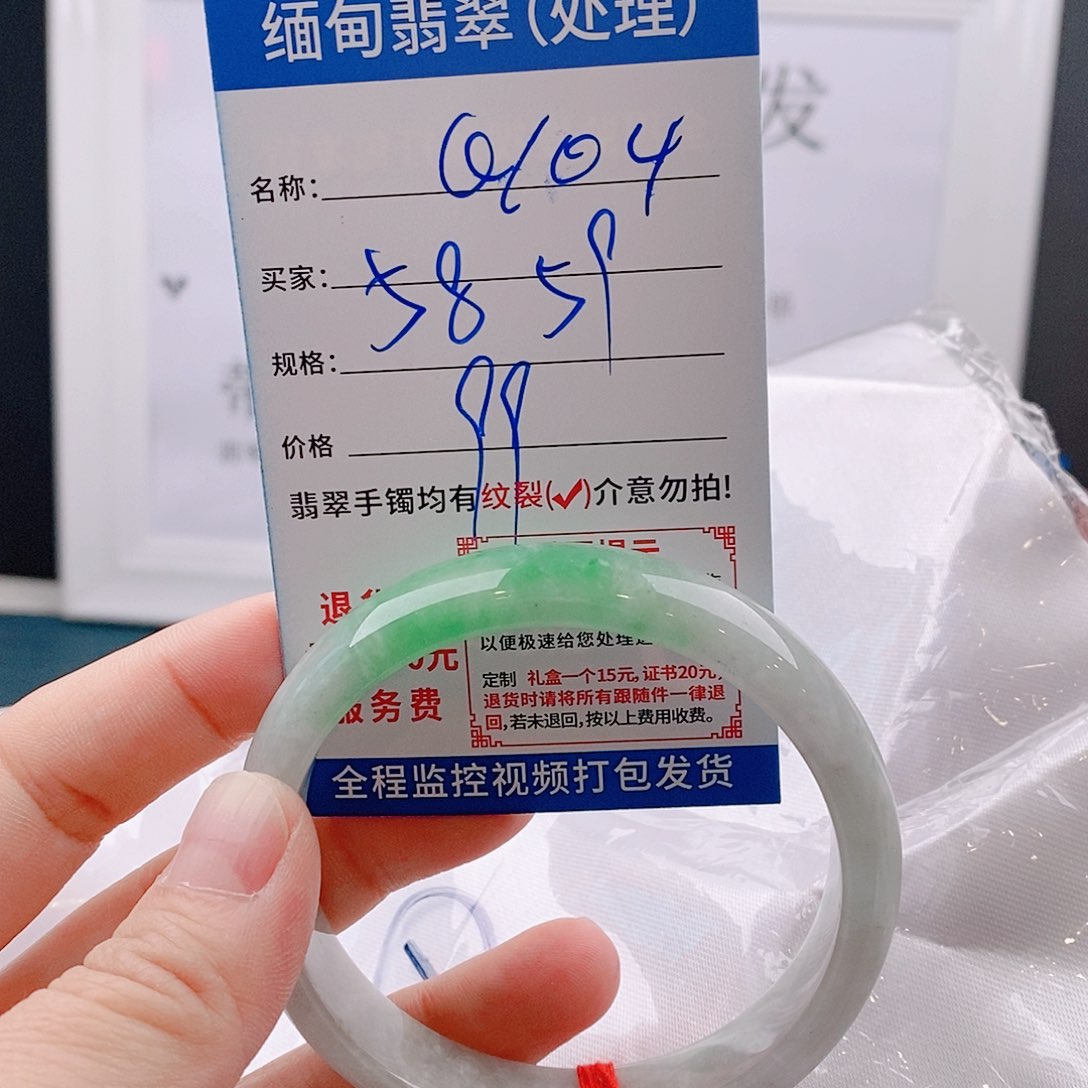 缅甸翡翠(处理)
名称: Q104
买家: 58 59
规格: 99
价格
翡翠手镯均有纹裂(✓)介意勿拍!
以便极速给您处理
定制 礼盒一个15元,证书20元,
退货时请将所有跟随件一律退
回,若未退回,按以上费用收费。
服务费
全程监控视频打包发货
发